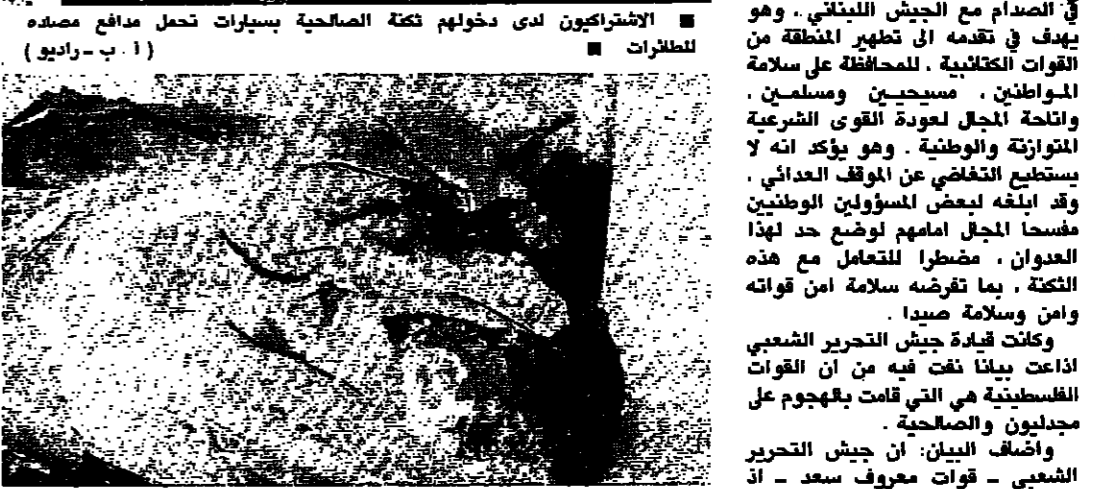 ■ الاشتراكيون لدى دخولهم ثكنة الصالحية بسيارات تحمل مدافع مضاده
للطائرات ■ (أ. ب ـ راديو)
في الصدام مع الجيش اللبناني. وهو
يهدف في تقدمه الى تطهير المنطقة من
القوات الكتائبية، للمحافظة على سلامة
المـواطنين، مسيحيـين ومسلمـين،
واتاحة المجال لعودة القوى الشرعية
المتوازنة والوطنية. وهو يؤكد انه لا
يستطيع التغاضي عن الموقف العدائي،
وقد ابلغه لبعض المسؤولين الوطنيين
مفسحا المجال امامهم لوضع حد لهذا
العدوان، مضطرا للتعامل مع هذه
الثكنة، بما تفرضه سلامة امن قواته
وامن وسلامة صيدا.
وكانت قيادة جيش التحرير الشعبي
اذاعت بيانا نفت فيه من ان القوات
الفلسطينية هي التي قامت بالهجوم على
مجدليون والصالحية.
واضاف البيان: ان جيش التحرير
الشعبي ـ قوات معروف سعد ـ اذ